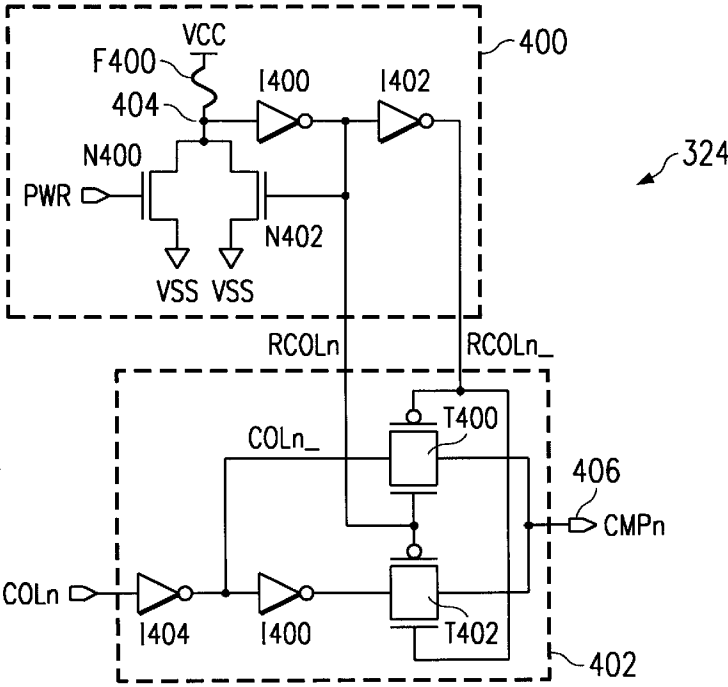 VCC
400
F400
I400
I402
404
324
N400
PWR
N402
VSS
VSS
RCOLn
RCOLn_
T400
COLn_
406
CMPn
COLn
I404
I400
T402
402